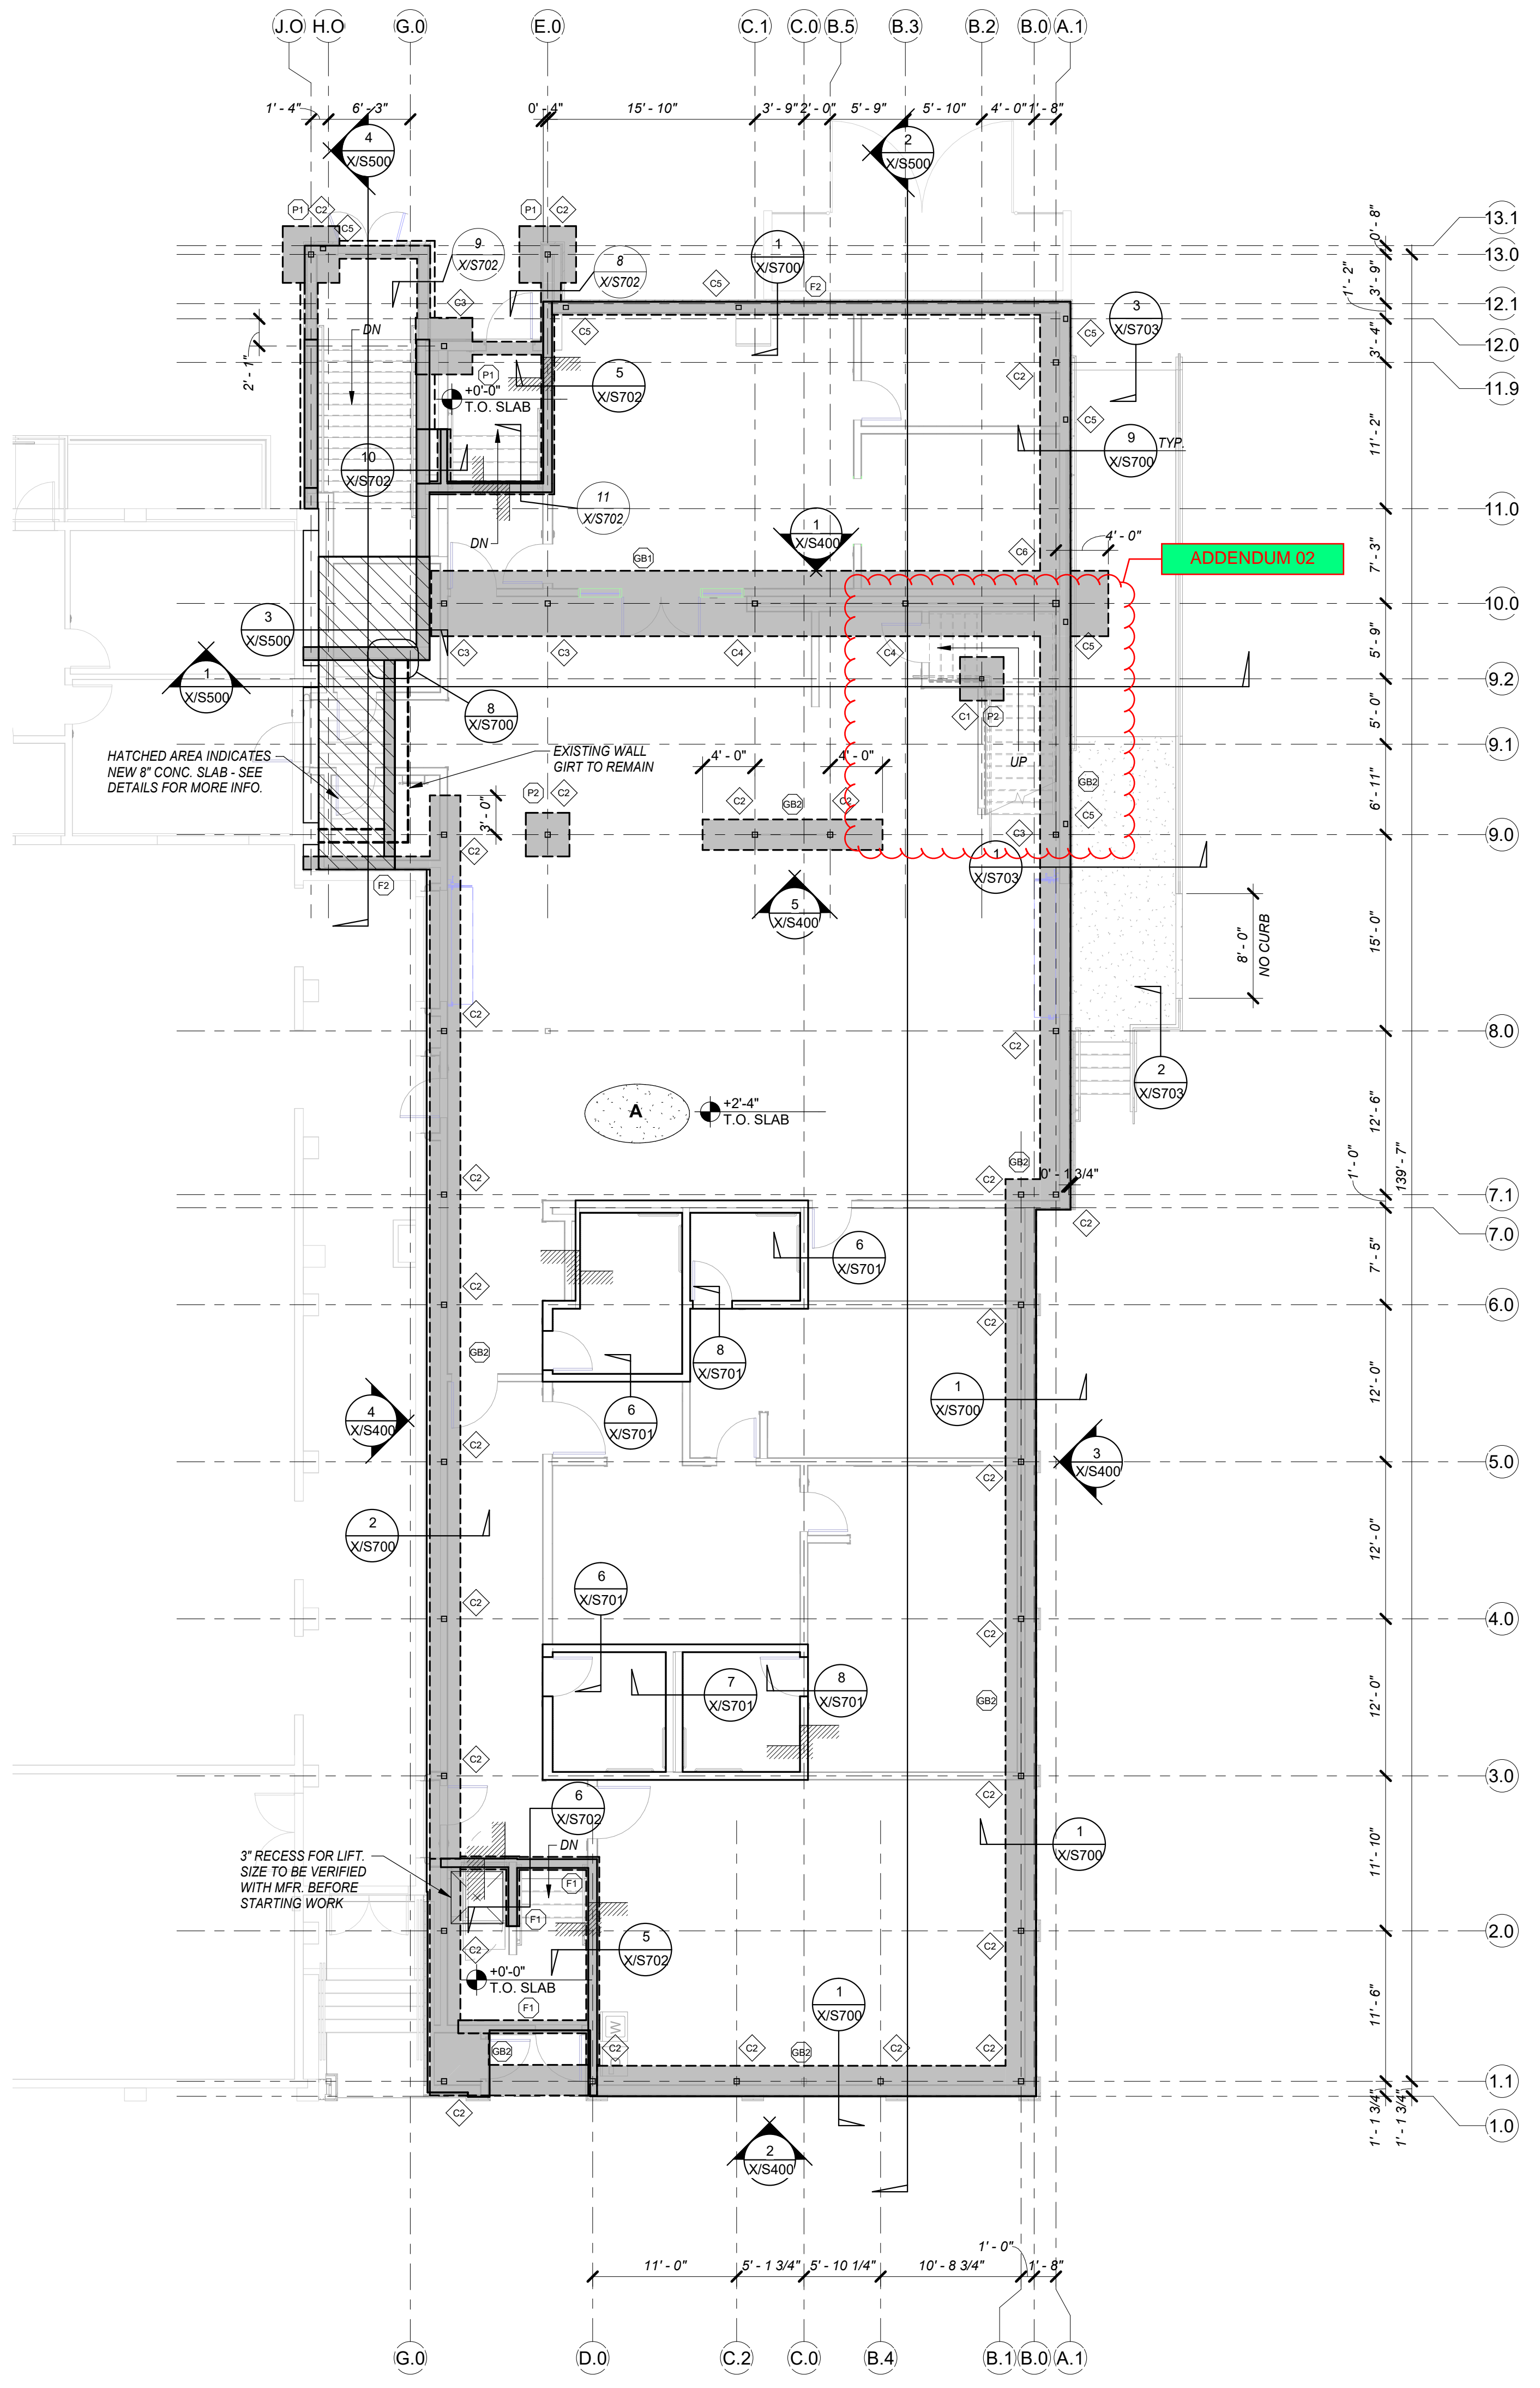 J.O H.O G.0 E.0 C.1 C.0 B.5 B.3 B.2 B.0 A.1
1' - 4" 6' - 3" 0' - 4" 15' - 10" 3' - 9" 2' - 0" 5' - 9" 5' - 10" 4' - 0" 1' - 8"
4
X/S500
2
X/S500
P1 C2 C5 P1 C2
9
X/S702
8
X/S702
1
X/S700
C5 F2
13.1
0' - 8"
13.0
3' - 9"
1' - 2"
12.1
3' - 4"
12.0
11.9
C3
DN
C5
3
X/S703
C5
2' - 1"
P1
5
X/S702
C2
+0'-0"
T.O. SLAB
C5
11' - 2"
9
X/S700
TYP.
10
X/S702
11
X/S702
11.0
DN
1
X/S400
GB1
C6
4' - 0"
ADDENDUM 02
7' - 3"
10.0
3
X/S500
C3 C3 C4 C4 C5
5' - 9"
1
X/S500
9.2
8
X/S700
C1 P2
5' - 0"
9.1
HATCHED AREA INDICATES
NEW 8" CONC. SLAB - SEE
DETAILS FOR MORE INFO.
EXISTING WALL
GIRT TO REMAIN
4' - 0" 4' - 0"
UP
GB2
6' - 11"
P2 C2
C2 GB2 C2
3' - 0"
C5
C3
9.0
C2
1
X/S703
F2
5
X/S400
8' - 0"
NO CURB
15' - 0"
C2
8.0
C2
2
X/S703
A
+2'-4"
T.O. SLAB
12' - 6"
1' - 0"
139' - 7"
GB2
0' - 1 3/4"
C2
C2
7.1
C2
7.0
6
X/S701
7' - 5"
C2
6.0
C2
GB2
8
X/S701
1
X/S700
12' - 0"
4
X/S400
6
X/S701
C2
3
X/S400
C2
5.0
2
X/S700
12' - 0"
6
X/S701
C2
4.0
C2
7
X/S701
8
X/S701
GB2
12' - 0"
C2
3.0
C2
6
X/S702
DN
1
X/S700
3" RECESS FOR LIFT.
SIZE TO BE VERIFIED
WITH MFR. BEFORE
STARTING WORK
11' - 10"
F1
F1
2.0
C2
5
X/S702
C2
+0'-0"
T.O. SLAB
F1
1
X/S700
11' - 6"
W
GB2 C2 C2 GB2 C2 C2
1.1
C2
1' - 1 3/4" 1' - 1 3/4"
1.0
2
X/S400
11' - 0" 5' - 1 3/4" 5' - 10 1/4" 10' - 8 3/4" 1' - 0" 1' - 8"
G.0 D.0 C.2 C.0 B.4 B.1 B.0 A.1